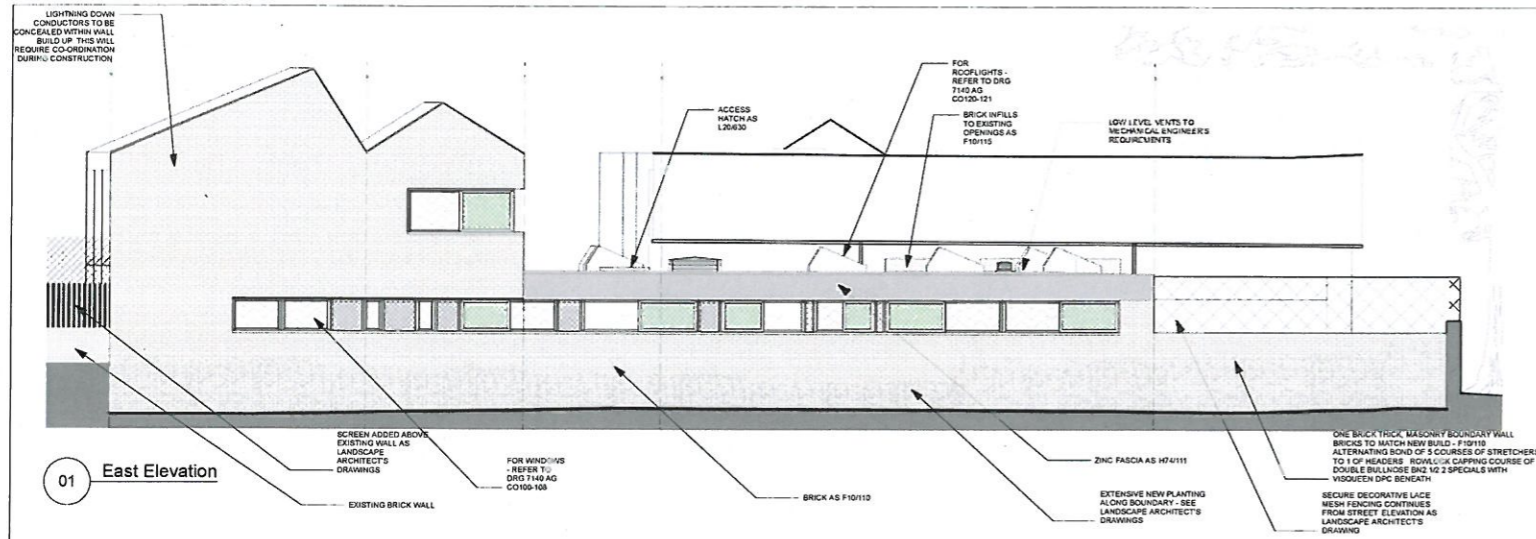 LIGHTNING DOWN
CONDUCTORS TO BE
CONCEALED WITHIN WALL
BUILD UP THIS WILL
REQUIRE CO-ORDINATION
DURING CONSTRUCTION
ACCESS
HATCH AS
L20/630
FOR
ROOFLIGHTS -
REFER TO DRG
7140 AG
CO120-121
BRICK INFILLS
TO EXISTING
OPENINGS AS
F10/115
LOW LEVEL VENTS TO
MECHANICAL ENGINEERS
REQUIREMENTS
01 East Elevation
SCREEN ADDED ABOVE
EXISTING WALL AS
LANDSCAPE
ARCHITECT'S
DRAWINGS
EXISTING BRICK WALL
FOR WINDOWS
- REFER TO
DRG 7140 AG
CO100-108
BRICK AS F10/110
ZINC FASCIA AS H74/111
EXTENSIVE NEW PLANTING
ALONG BOUNDARY - SEE
LANDSCAPE ARCHITECT'S
DRAWINGS
ONE BRICK THICK, MASONRY BOUNDARY WALL
BRICKS TO MATCH NEW BUILD - F10/110
ALTERNATING BOND OF 5 COURSES OF STRETCHERS
TO 1 OF HEADERS ROWLOCK CAPPING COURSE OF
DOUBLE BULLNOSE BN2 1/2 2 SPECIALS WITH
VISQUEEN DPC BENEATH
SECURE DECORATIVE LACE
MESH FENCING CONTINUES
FROM STREET ELEVATION AS
LANDSCAPE ARCHITECT'S
DRAWING